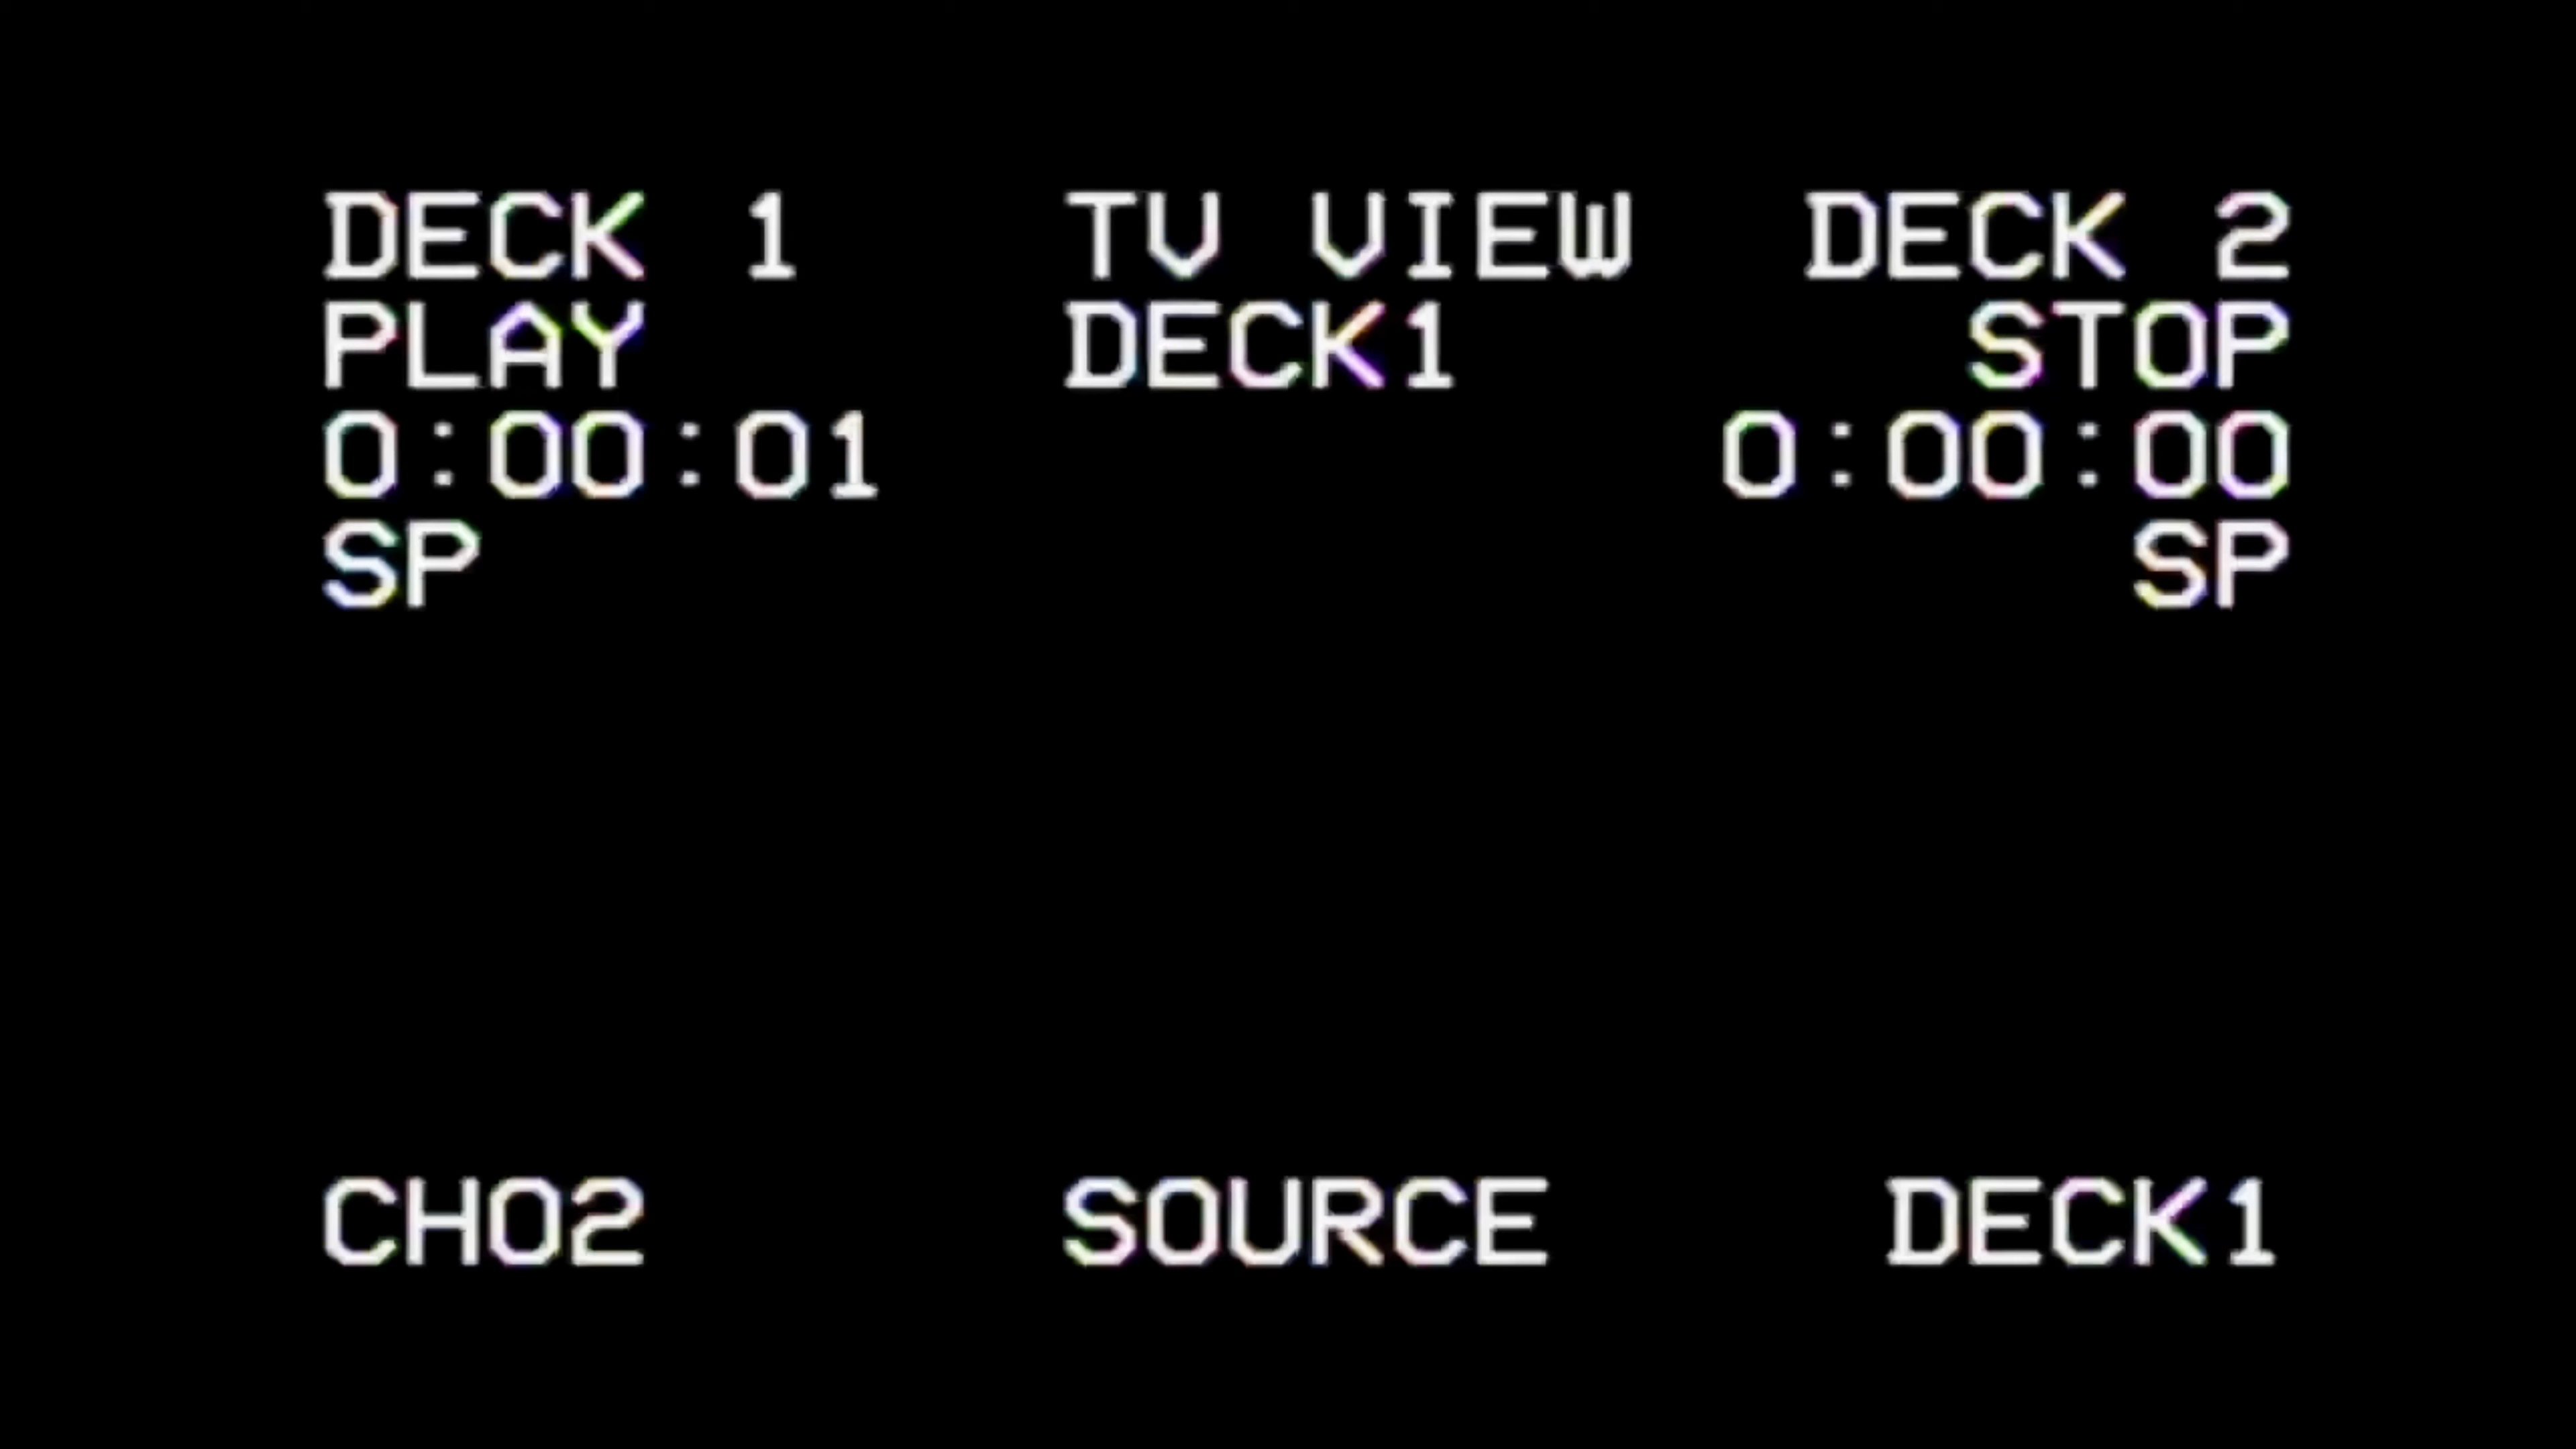 DECK 1 TV VIEW DECK 2
PLAY DECK1 STOP
0:00:01 0:00:00
SP SP
CH02 SOURCE DECK1